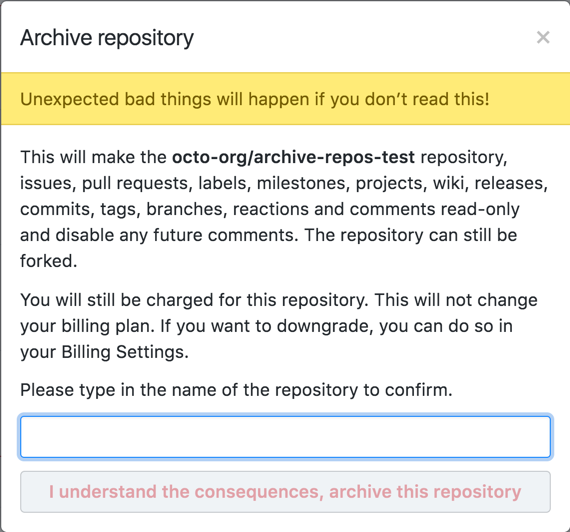 Archive repository
Unexpected bad things will happen if you don’t read this!
This will make the octo-org/archive-repos-test repository,
issues, pull requests, labels, milestones, projects, wiki, releases,
commits, tags, branches, reactions and comments read-only
and disable any future comments. The repository can still be
forked.
You will still be charged for this repository. This will not change
your billing plan. If you want to downgrade, you can do so in
your Billing Settings.
Please type in the name of the repository to confirm.
I understand the consequences, archive this repository